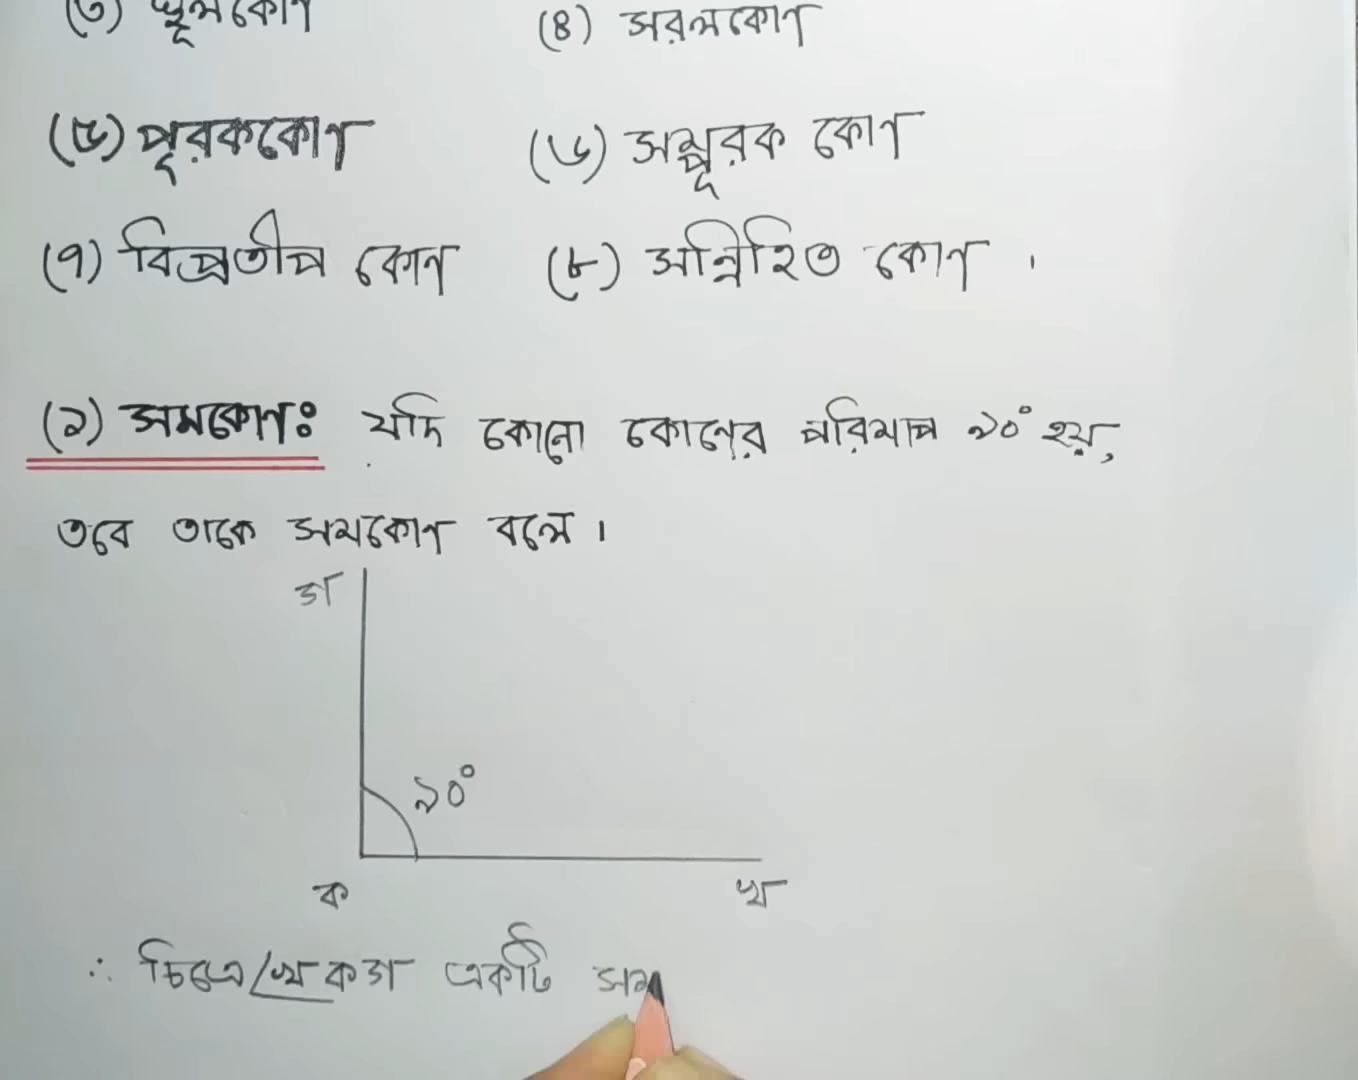 (৩) স্থূলকোণ (৪) সরলকোণ
(৫) পূরককোণ (৬) সম্পূরক কোণ
(৭) বিপ্রতীপ কোণ (৮) সন্নিহিত কোণ ।
(১) সমকোণঃ যদি কোনো কোণের পরিমাপ ৯০° হয়,
তবে তাকে সমকোণ বলে ।
গ
৯০°
ক খ
∴ চিত্রে ∠খকগ একটি সম